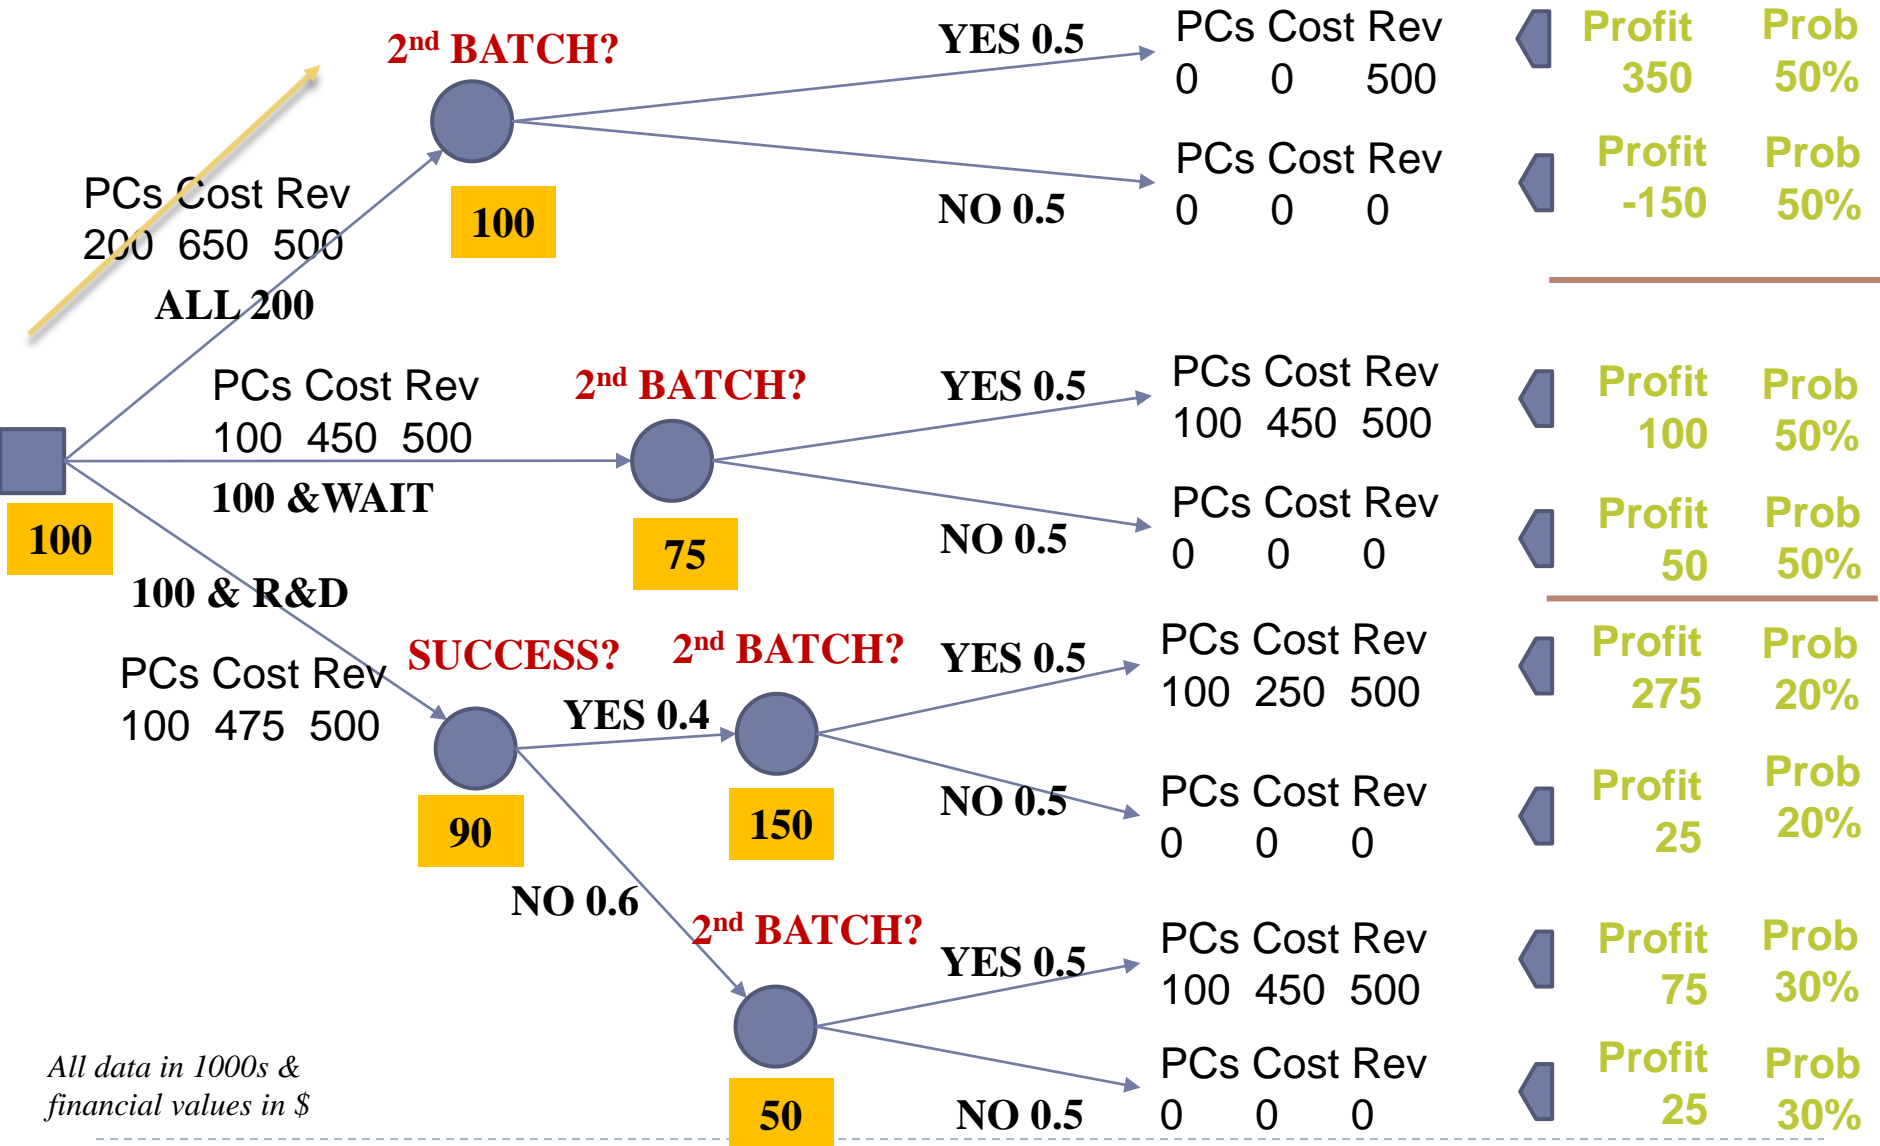 2nd BATCH?
YES 0.5
PCs Cost Rev
0 0 500
Profit Prob
350 50%
PCs Cost Rev
200 650 500
ALL 200
100
NO 0.5
PCs Cost Rev
0 0 0
Profit Prob
-150 50%
PCs Cost Rev
100 450 500
100 &WAIT
2nd BATCH?
75
YES 0.5
PCs Cost Rev
100 450 500
Profit Prob
100 50%
NO 0.5
PCs Cost Rev
0 0 0
Profit Prob
50 50%
100
100 & R&D
PCs Cost Rev
100 475 500
SUCCESS?
90
YES 0.4
2nd BATCH?
150
YES 0.5
PCs Cost Rev
100 250 500
Profit Prob
275 20%
NO 0.5
PCs Cost Rev
0 0 0
Profit Prob
25 20%
NO 0.6
2nd BATCH?
50
YES 0.5
PCs Cost Rev
100 450 500
Profit Prob
75 30%
NO 0.5
PCs Cost Rev
0 0 0
Profit Prob
25 30%
All data in 1000s &
financial values in $